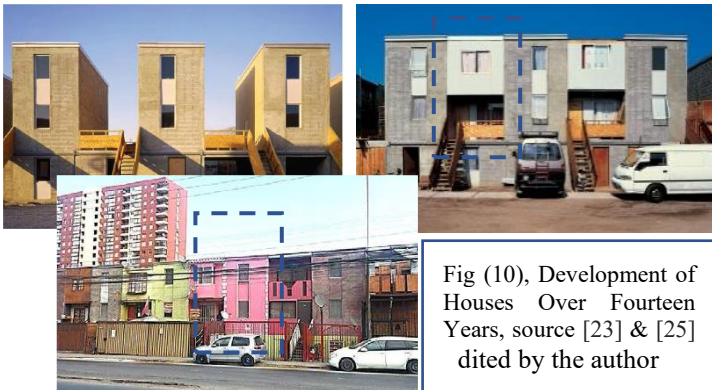 Fig (10), Development of
Houses Over Fourteen
Years, source [23] & [25]
dited by the author